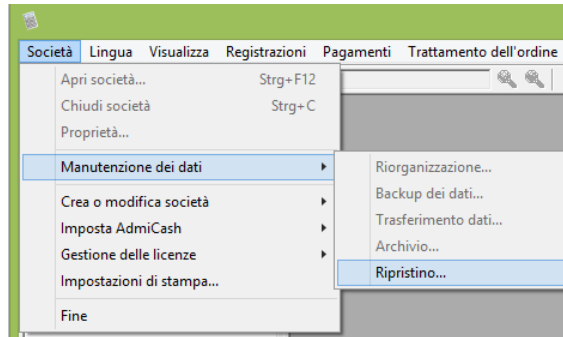 Società Lingua Visualizza Registrazioni Pagamenti Trattamento dell'ordine
Apri società... Strg+F12
Chiudi società Strg+C
Proprietà...
Manutenzione dei dati
Riorganizzazione...
Backup dei dati...
Trasferimento dati...
Archivio...
Ripristino...
Crea o modifica società
Imposta AdmiCash
Gestione delle licenze
Impostazioni di stampa...
Fine